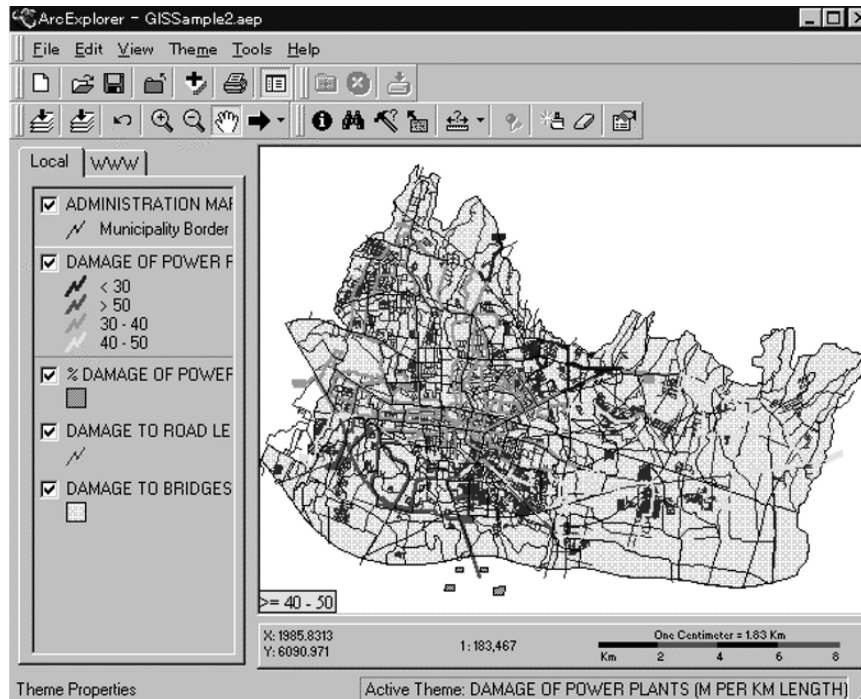 ArcExplorer - GISSample2.aep
File Edit View Theme Tools Help
Local WWW
ADMINISTRATION MAP
Municipality Border
DAMAGE OF POWER P
< 30
> 50
30 - 40
40 - 50
% DAMAGE OF POWER
DAMAGE TO ROAD LE
DAMAGE TO BRIDGES
>= 40 - 50
X: 1985.8313
Y: 6090.971
1: 183,467
One Centimeter = 1.83 Km
Km 2 4 6 8
Theme Properties
Active Theme: DAMAGE OF POWER PLANTS (M PER KM LENGTH)